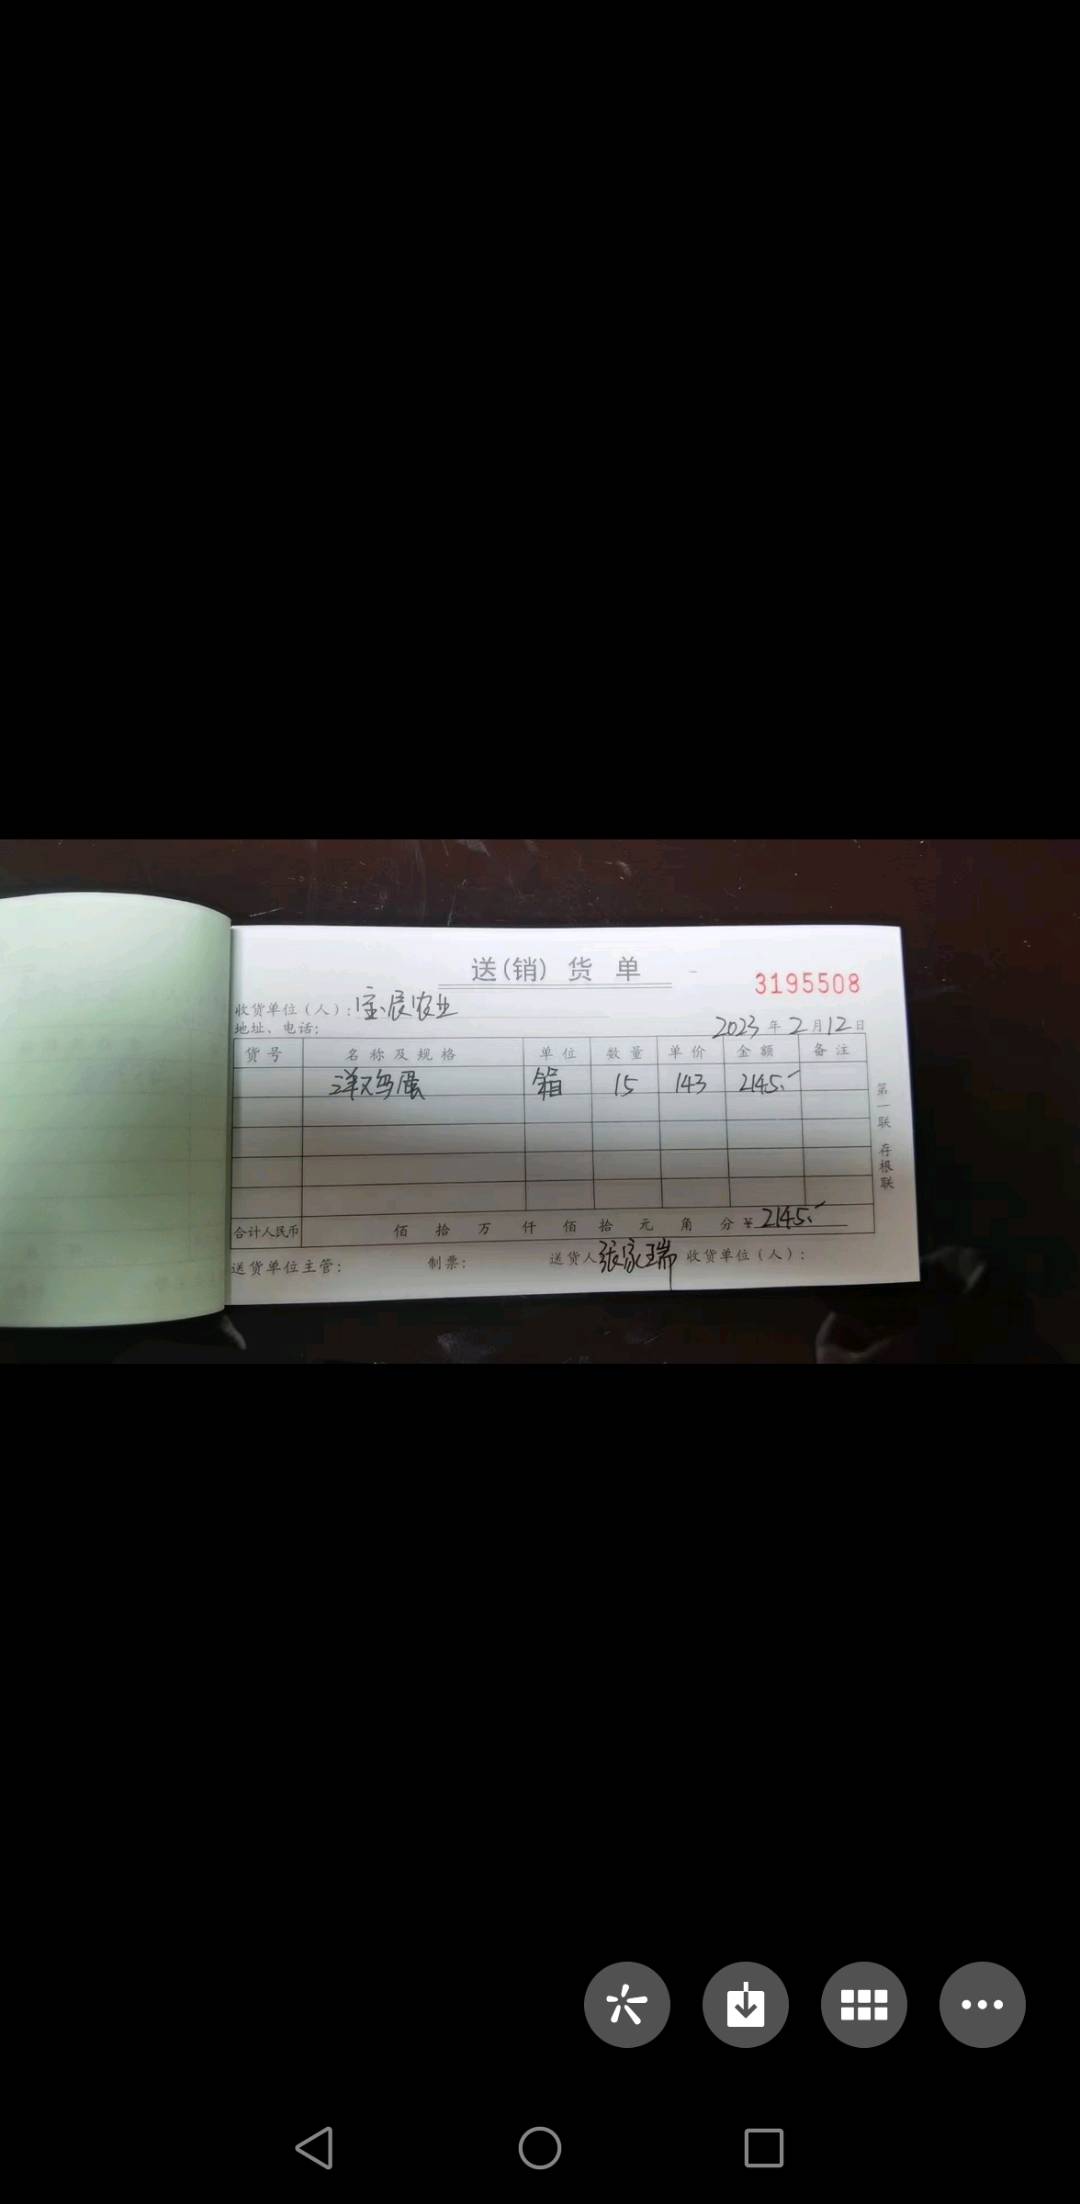 送(销) 货 单
3195508
收货单位（人）：宝辰农业
地址、电话：
2023年2月12日
货号 名称及规格 单位 数量 单价 金额 备注
洋鸡蛋 箱 15 143 2145.-
合计人民币 佰 拾 万 仟 佰 拾 元 角 分 ¥2145.-
送货单位主管： 制票： 送货人 张家瑞 收货单位（人）：
第一联 存根联